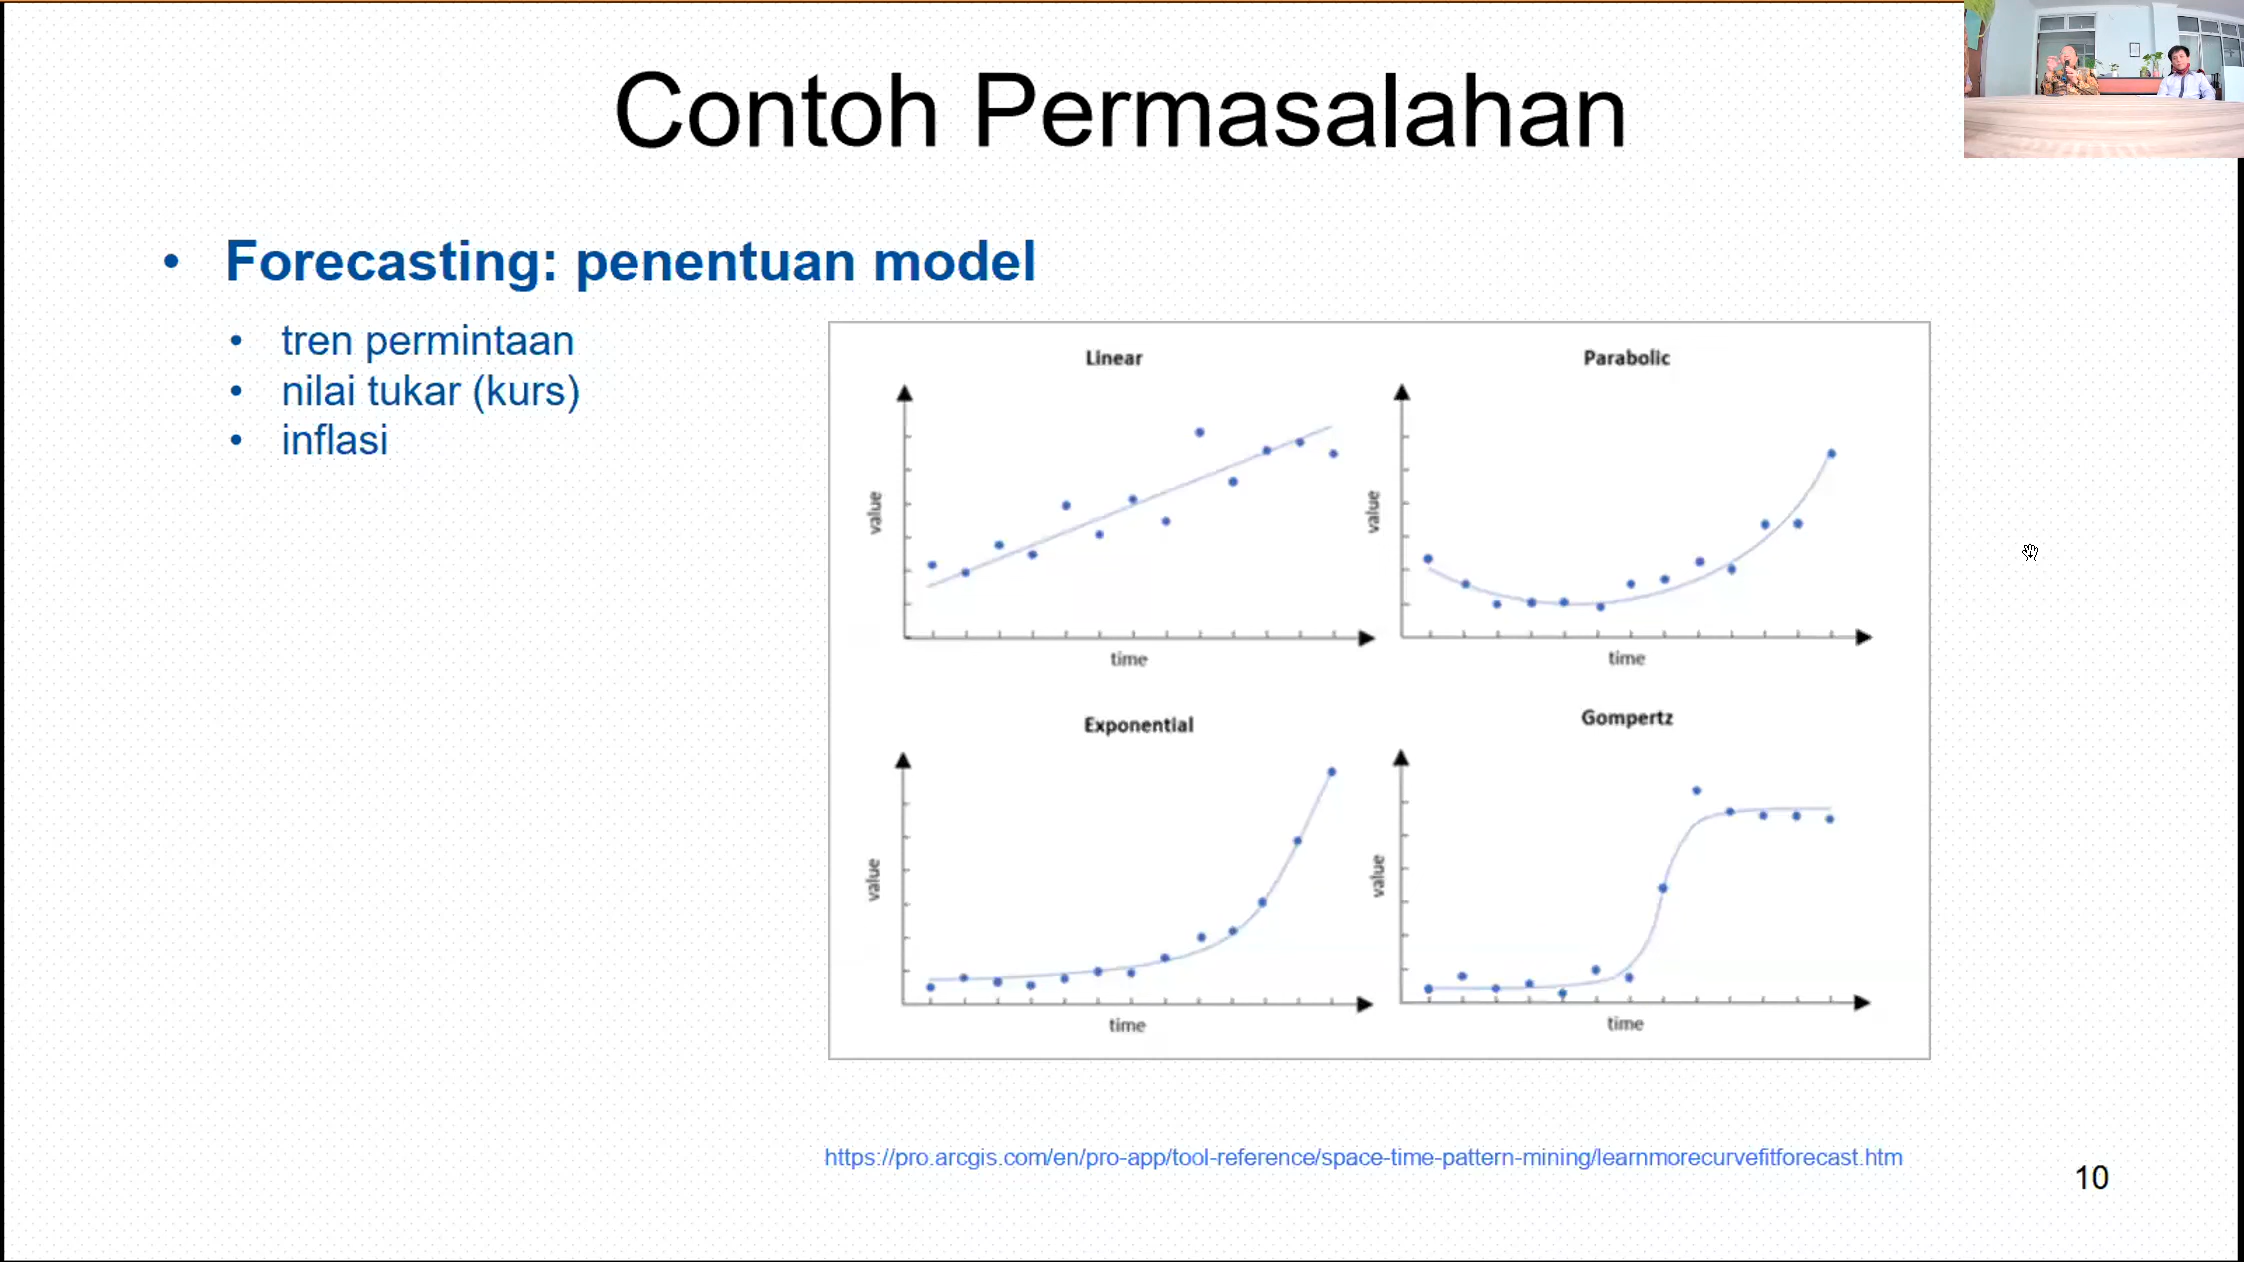 Contoh Permasalahan
• Forecasting: penentuan model
• tren permintaan
• nilai tukar (kurs)
• inflasi
Linear
value
time
Parabolic
value
time
Exponential
value
time
Gompertz
value
time
https://pro.arcgis.com/en/pro-app/tool-reference/space-time-pattern-mining/learnmorecurvefitforecast.htm
10